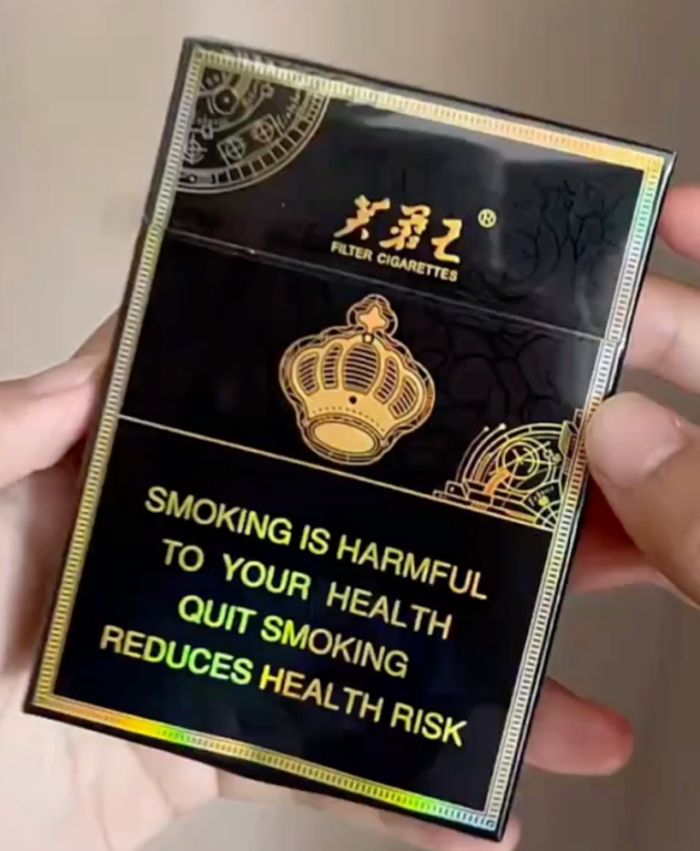 芙蓉王®
FILTER CIGARETTES
SMOKING IS HARMFUL
TO YOUR HEALTH
QUIT SMOKING
REDUCES HEALTH RISK